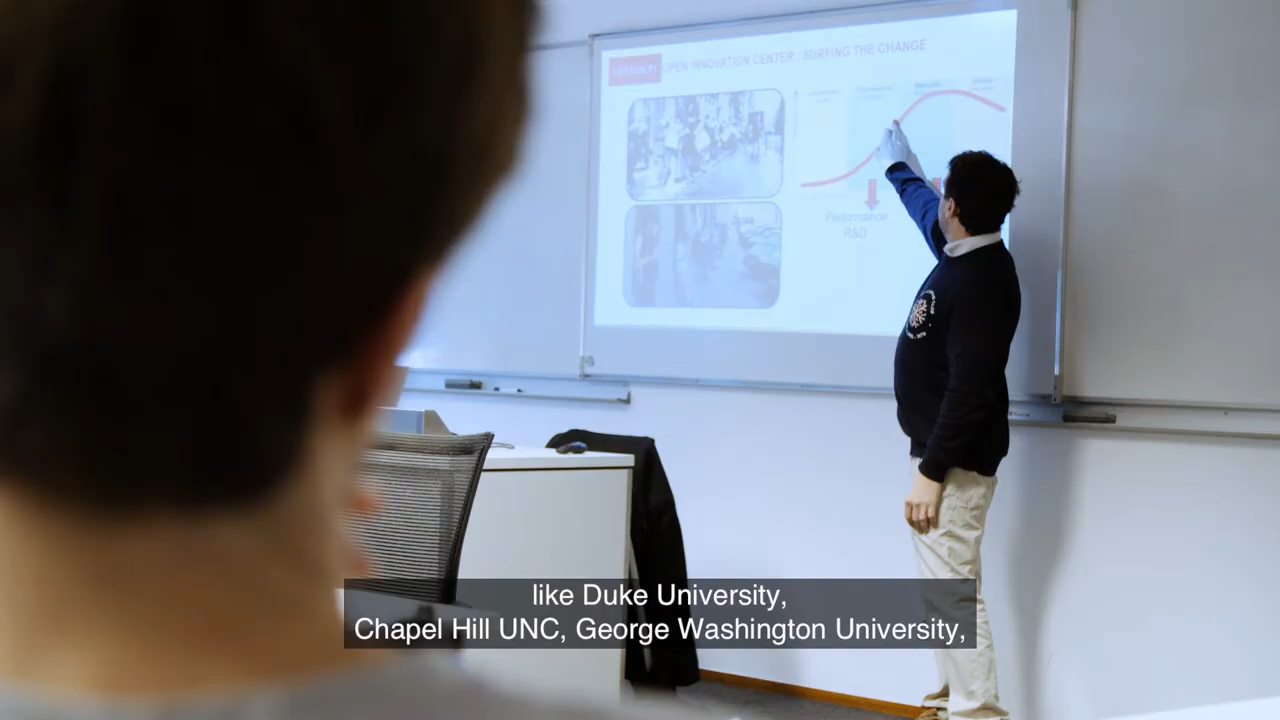 OPEN INNOVATION CENTER . SURFING THE CHANGE
Performance
R&D
like Duke University,
Chapel Hill UNC, George Washington University,